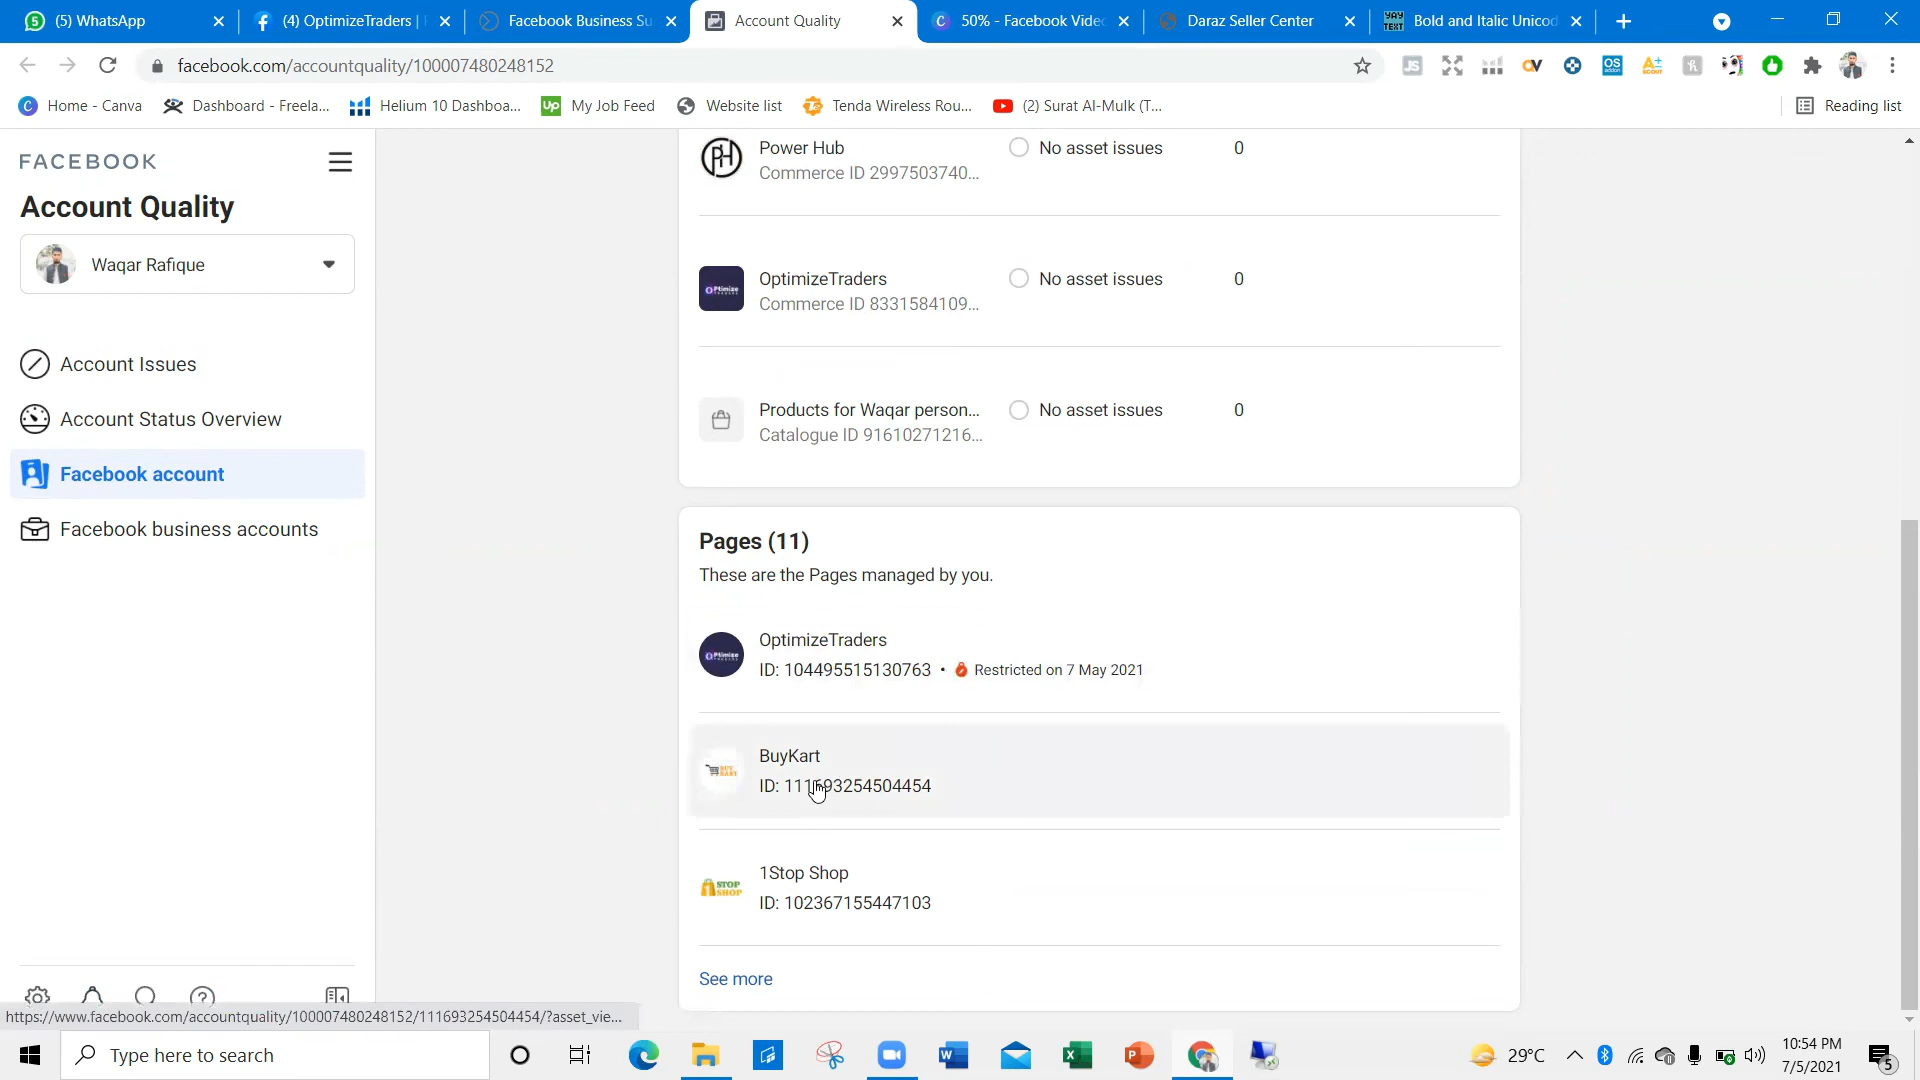 (5) WhatsApp
(4) OptimizeTraders |
Facebook Business Su
Account Quality
50% - Facebook Vide
Daraz Seller Center
Bold and Italic Unicod
facebook.com/accountquality/100007480248152
Home - Canva
Dashboard - Freela...
Helium 10 Dashboa...
My Job Feed
Website list
Tenda Wireless Rou...
(2) Surat Al-Mulk (T...
Reading list
FACEBOOK
Account Quality
Waqar Rafique
Account Issues
Account Status Overview
Facebook account
Facebook business accounts
Power Hub
Commerce ID 2997503740...
No asset issues
0
OptimizeTraders
Commerce ID 8331584109...
No asset issues
0
Products for Waqar person...
Catalogue ID 91610271216...
No asset issues
0
Pages (11)
These are the Pages managed by you.
OptimizeTraders
ID: 104495515130763 • Restricted on 7 May 2021
BuyKart
ID: 111693254504454
1Stop Shop
ID: 102367155447103
STOP
SHOP
See more
https://www.facebook.com/accountquality/100007480248152/111693254504454/?asset_vie...
Type here to search
29°C
10:54 PM
7/5/2021
5